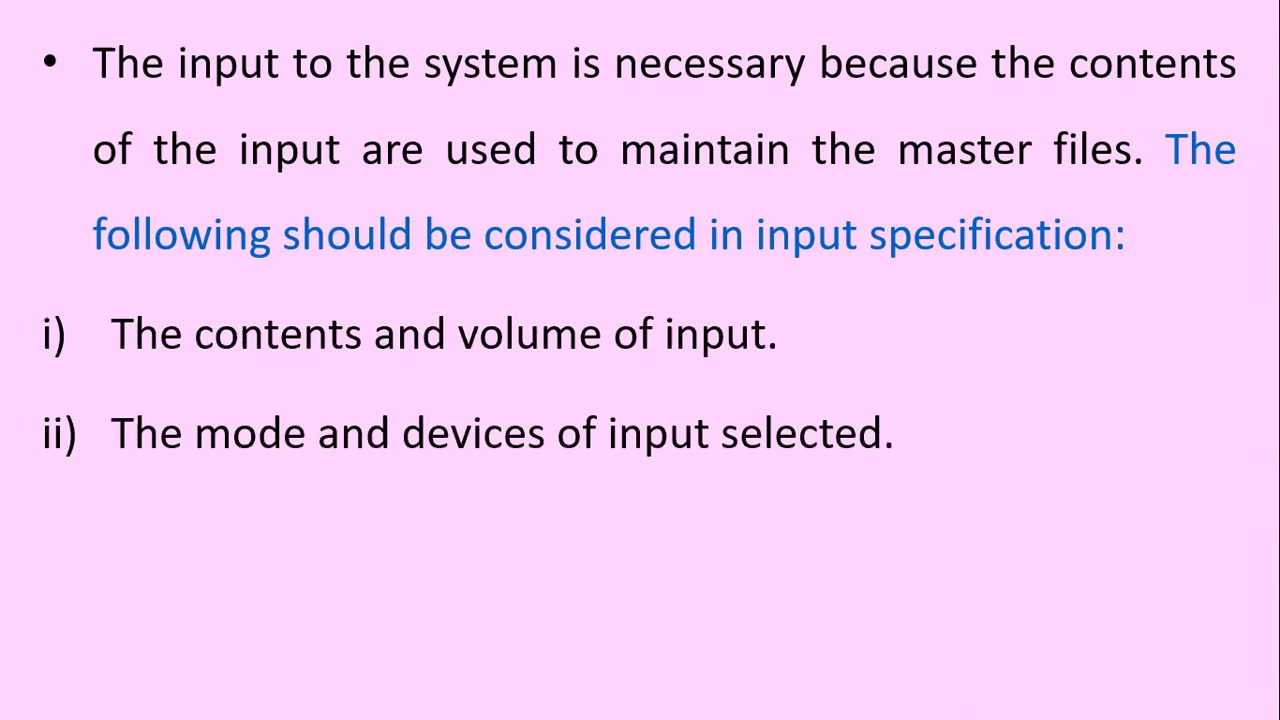 • The input to the system is necessary because the contents
of the input are used to maintain the master files. The
following should be considered in input specification:
i) The contents and volume of input.
ii) The mode and devices of input selected.